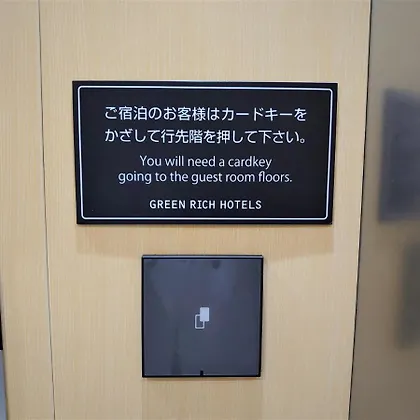 ご宿泊のお客様はカードキーを
かざして行先階を押して下さい。
You will need a cardkey
going to the guest room floors.
GREEN RICH HOTELS